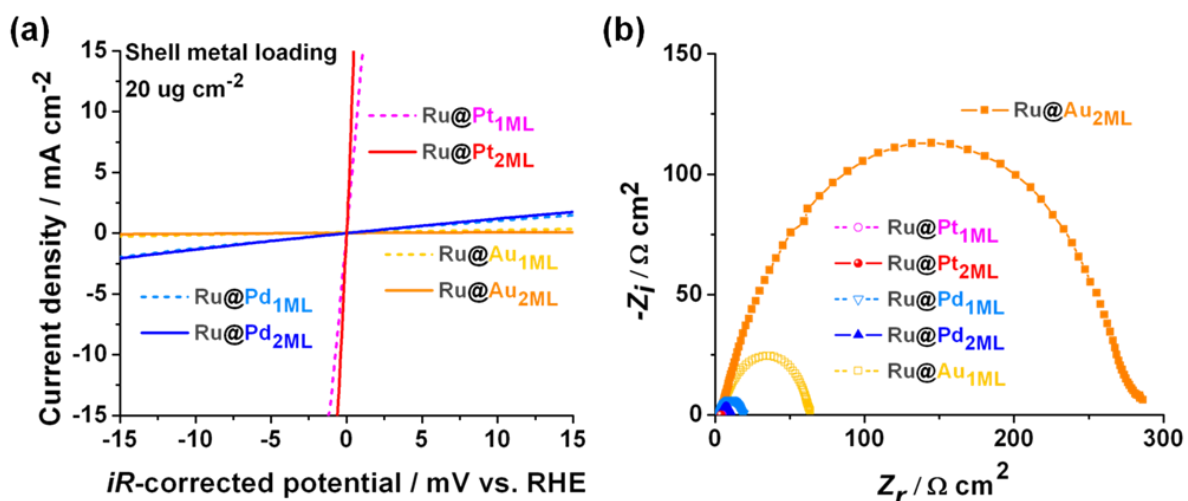 (a)
Shell metal loading
20 ug cm-2
Ru@Pt1ML
Ru@Pt2ML
Ru@Au1ML
Ru@Au2ML
Ru@Pd1ML
Ru@Pd2ML
Current density / mA cm-2
15
10
5
0
-5
-10
-15
-15 -10 -5 0 5 10 15
iR-corrected potential / mV vs. RHE
(b)
Ru@Au2ML
Ru@Pt1ML
Ru@Pt2ML
Ru@Pd1ML
Ru@Pd2ML
Ru@Au1ML
-Zi / Ω cm2
150
100
50
0
0 100 200 300
Zr / Ω cm2